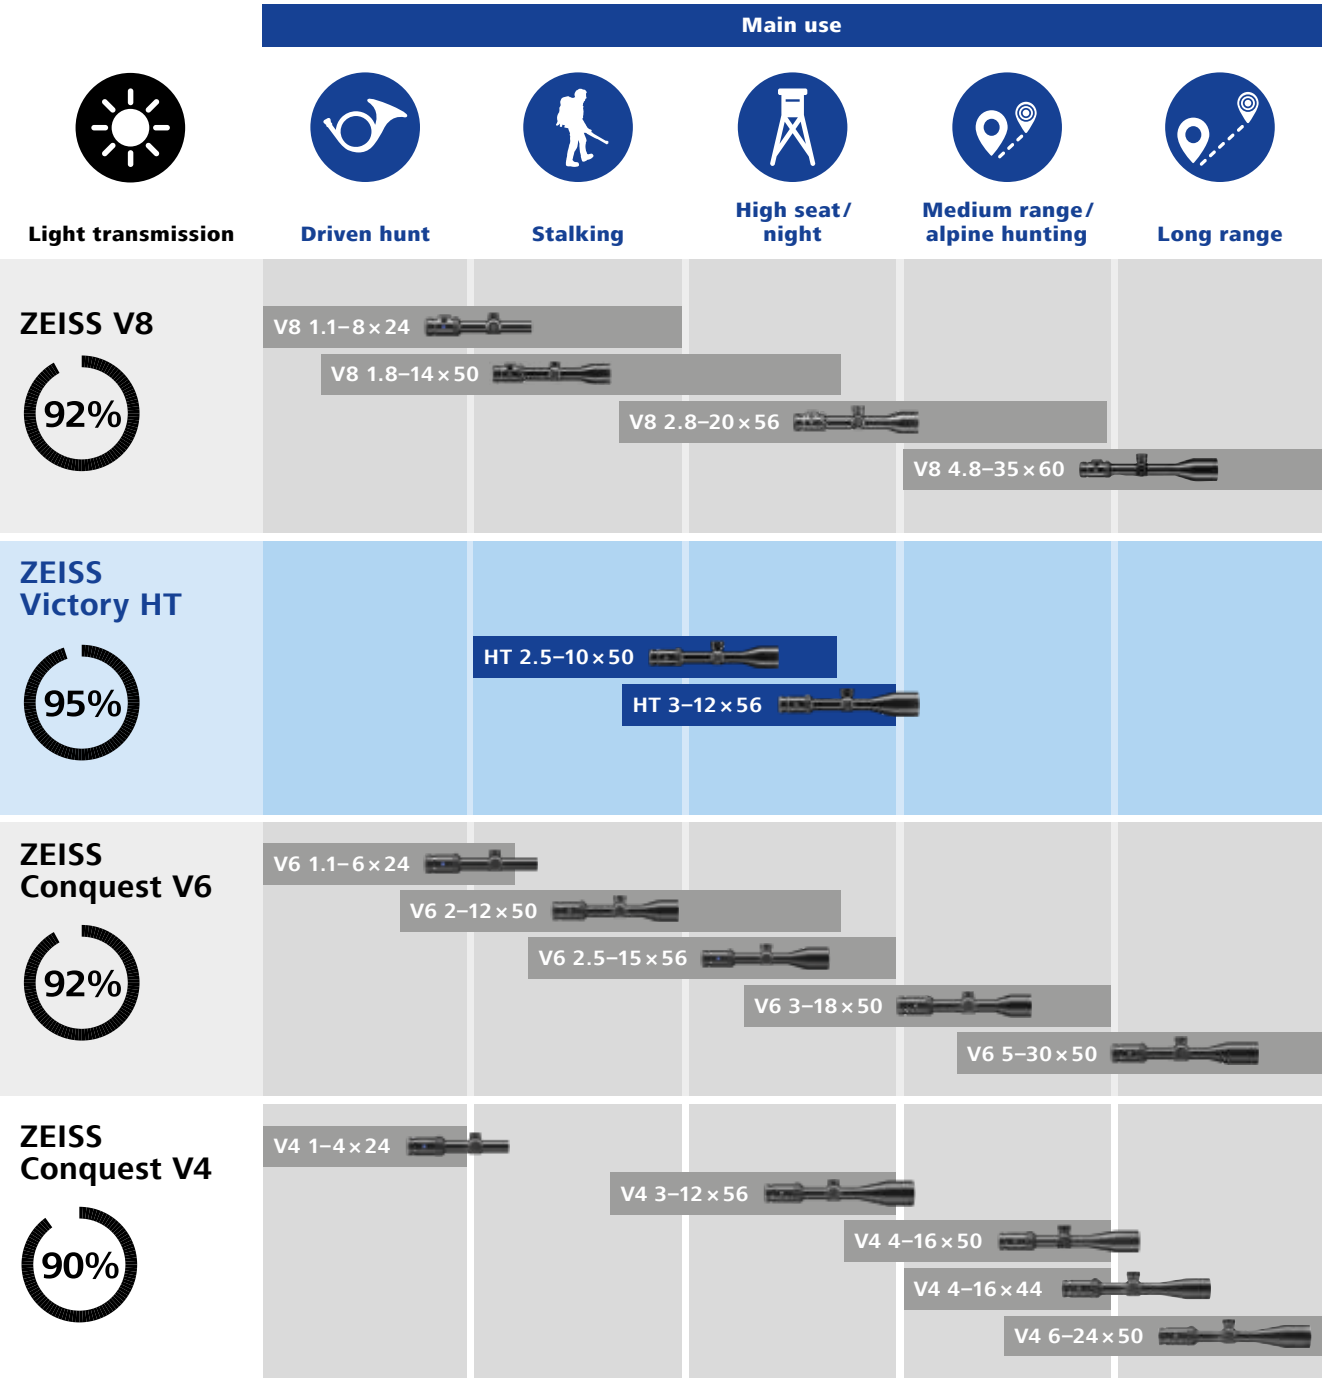 Main use
Light transmission
Driven hunt
Stalking
High seat/
night
Medium range/
alpine hunting
Long range
ZEISS V8
92%
V8 1.1–8×24
V8 1.8–14×50
V8 2.8–20×56
V8 4.8–35×60
ZEISS
Victory HT
95%
HT 2.5–10×50
HT 3–12×56
ZEISS
Conquest V6
92%
V6 1.1–6×24
V6 2–12×50
V6 2.5–15×56
V6 3–18×50
V6 5–30×50
ZEISS
Conquest V4
90%
V4 1–4×24
V4 3–12×56
V4 4–16×50
V4 4–16×44
V4 6–24×50